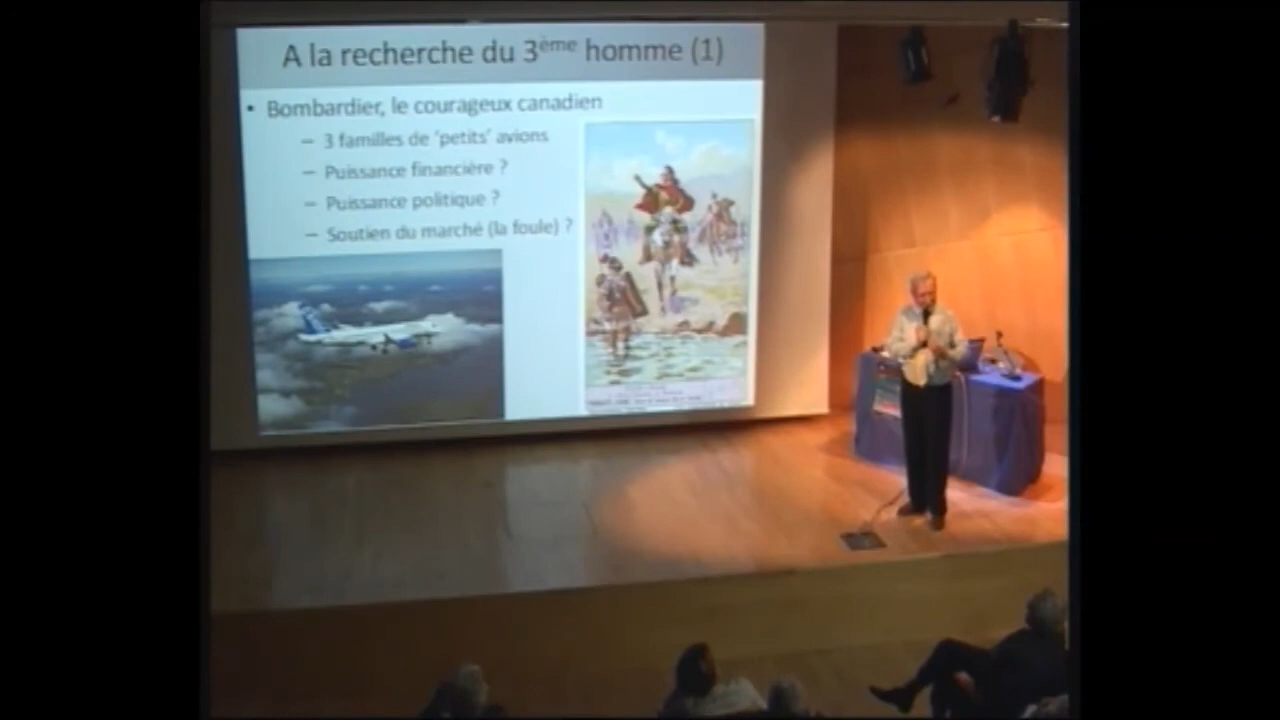 A la recherche du 3ème homme (1)
• Bombardier, le courageux canadien
– 3 familles de 'petits' avions
– Puissance financière ?
– Puissance politique ?
– Soutien du marché (la foule) ?